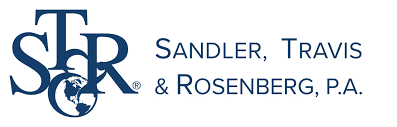 ST&R®
SANDLER, TRAVIS
& ROSENBERG, P.A.